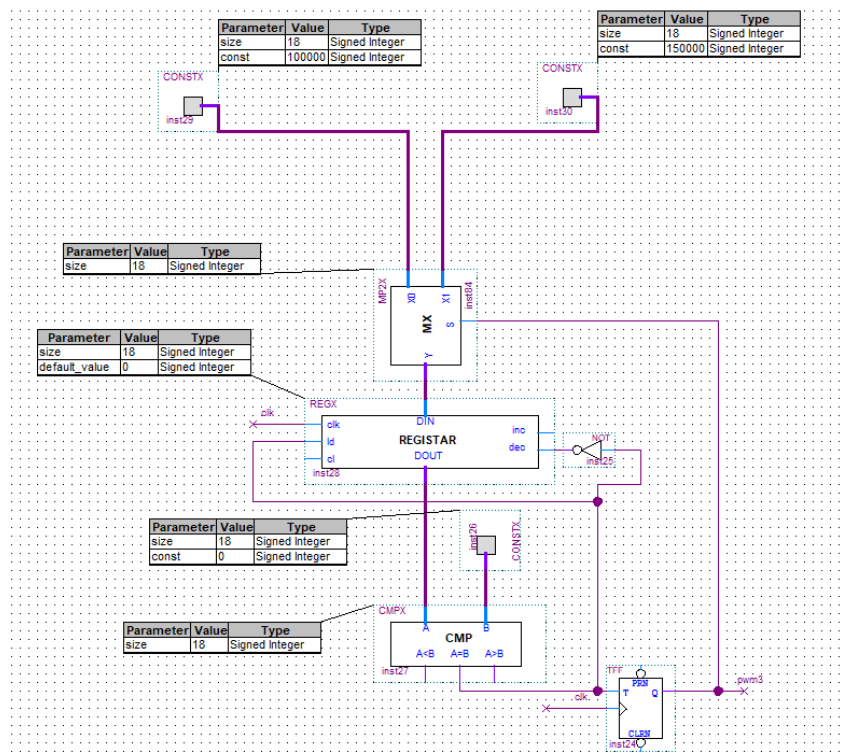 Parameter Value Type
size 18 Signed Integer
const 100000 Signed Integer
Parameter Value Type
size 18 Signed Integer
const 150000 Signed Integer
CONSTX
inst29
CONSTX
inst30
Parameter Value Type
size 18 Signed Integer
MP2X
X0
X1
inst84
MX
S
Y
Parameter Value Type
size 18 Signed Integer
default_value 0 Signed Integer
REGX
clk
clk
DIN
inc
ld
REGISTAR
cl
DOUT
dec
inst28
NOT
inst25
Parameter Value Type
size 18 Signed Integer
const 0 Signed Integer
inst26
CONSTX
Parameter Value Type
size 18 Signed Integer
CMPX
A
B
CMP
A<B A=B A>B
inst27
TFF
PRN
T Q
pwm3
clk
CLRN
inst24